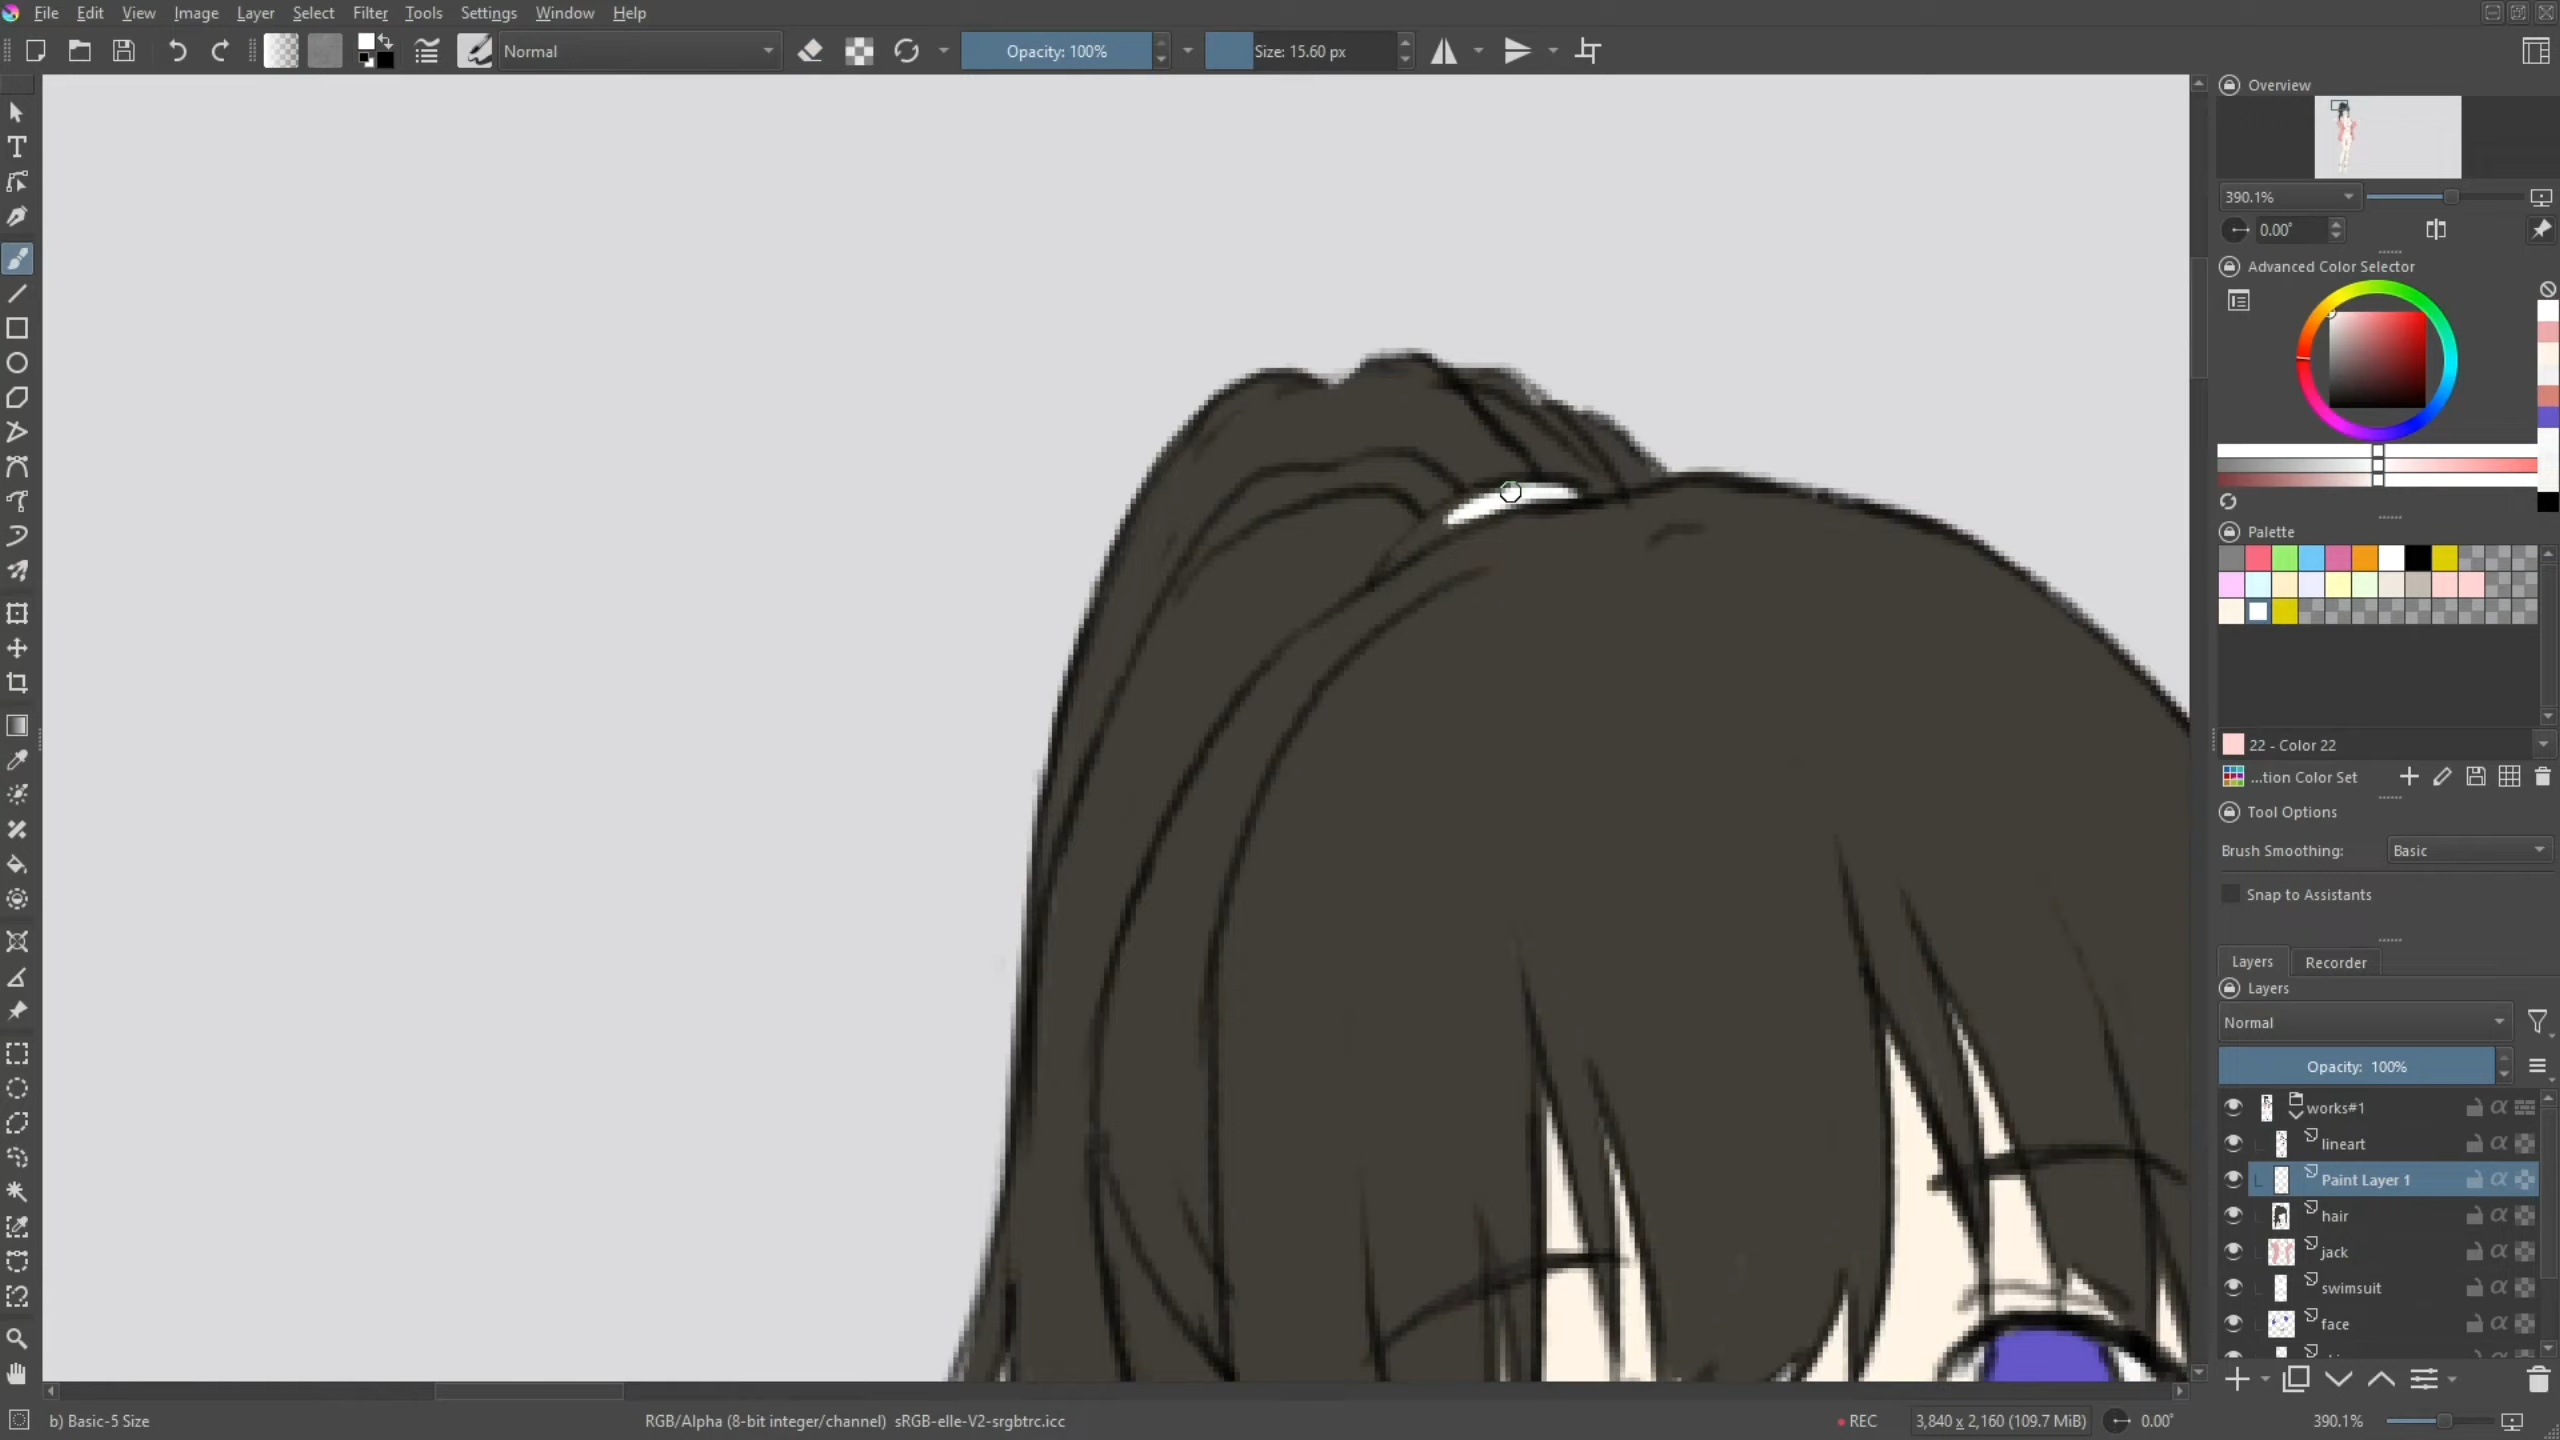 File Edit View Image Layer Select Filter Tools Settings Window Help
Normal Opacity: 100% Size: 15.60 px
Overview
390.1%
0.00°
Advanced Color Selector
Palette
22 - Color 22
...tion Color Set
Tool Options
Brush Smoothing: Basic
Snap to Assistants
Layers Recorder
Layers
Normal
Opacity: 100%
works#1
lineart
Paint Layer 1
hair
jack
swimsuit
face
b) Basic-5 Size RGB/Alpha (8-bit integer/channel) sRGB-elle-V2-srgbtrc.icc REC 3,840 x 2,160 (109.7 MiB) 0.00° 390.1%